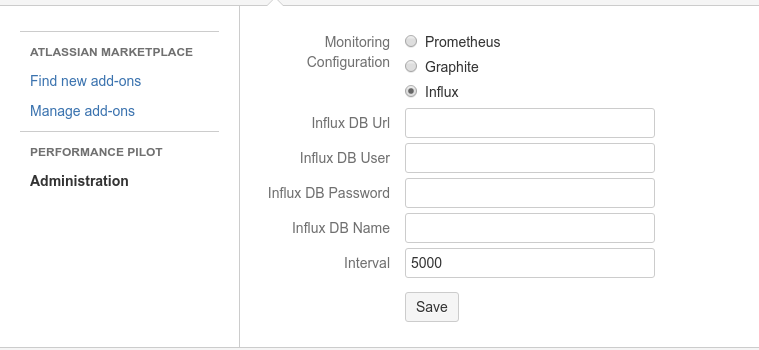 ATLASSIAN MARKETPLACE
Find new add-ons
Manage add-ons
PERFORMANCE PILOT
Administration
Monitoring
Configuration
Prometheus
Graphite
Influx
Influx DB Url
Influx DB User
Influx DB Password
Influx DB Name
Interval 5000
Save